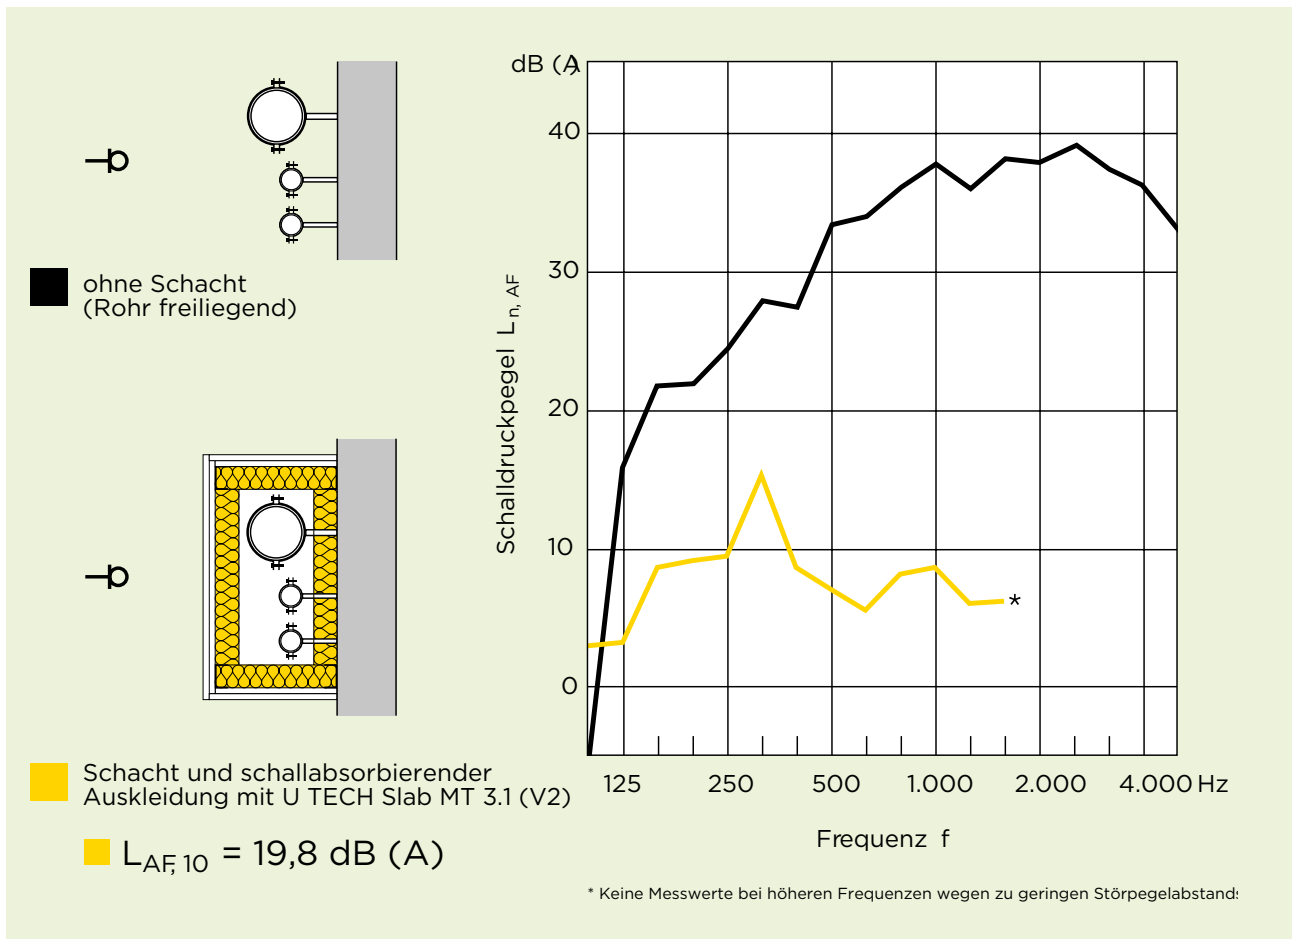 ohne Schacht
(Rohr freiliegend)
Schacht und schallabsorbierender
Auskleidung mit U TECH Slab MT 3.1 (V2)
LAF, 10 = 19,8 dB (A)
dB (A
40
30
20
10
0
Schalldruckpegel Ln, AF
*
125 250 500 1.000 2.000 4.000 Hz
Frequenz f
* Keine Messwerte bei höheren Frequenzen wegen zu geringen Störpegelabstands